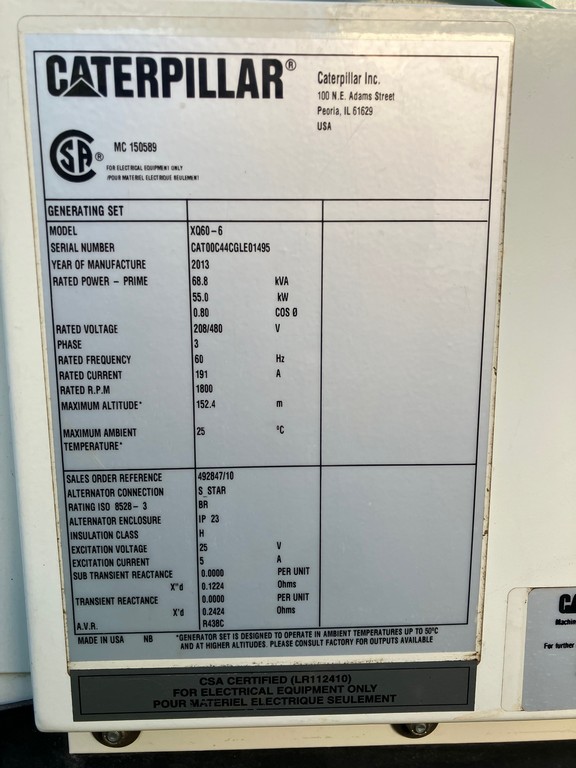 CATERPILLAR®
Caterpillar Inc.
100 N.E. Adams Street
Peoria, IL 61629
USA
SA ®
MC 150589
FOR ELECTRICAL EQUIPMENT ONLY
/POUR MATERIEL ELECTRIQUE SEULEMENT
GENERATING SET
MODEL XQ60-6
SERIAL NUMBER CAT00C44CGLE01495
YEAR OF MANUFACTURE 2013
RATED POWER - PRIME 68.8 kVA
55.0 kW
0.80 COS Ø
RATED VOLTAGE 208/480 V
PHASE 3
RATED FREQUENCY 60 Hz
RATED CURRENT 191 A
RATED R.P.M 1800
MAXIMUM ALTITUDE* 152.4 m
MAXIMUM AMBIENT 25 °C
TEMPERATURE*
SALES ORDER REFERENCE 492847/10
ALTERNATOR CONNECTION S_STAR
RATING ISO 8528-3 BR
ALTERNATOR ENCLOSURE IP 23
INSULATION CLASS H
EXCITATION VOLTAGE 25 V
EXCITATION CURRENT 5 A
SUB TRANSIENT REACTANCE 0.0000 PER UNIT
X"d 0.1224 Ohms
TRANSIENT REACTANCE 0.0000 PER UNIT
X'd 0.2424 Ohms
A.V.R. R438C
MADE IN USA NB *GENERATOR SET IS DESIGNED TO OPERATE IN AMBIENT TEMPERATURES UP TO 50°C
AND AT HIGHER ALTITUDES. PLEASE CONSULT FACTORY FOR OUTPUTS AVAILABLE
CSA CERTIFIED (LR112410)
FOR ELECTRICAL EQUIPMENT ONLY
POUR MATERIEL ELECTRIQUE SEULEMENT
Machin
For further